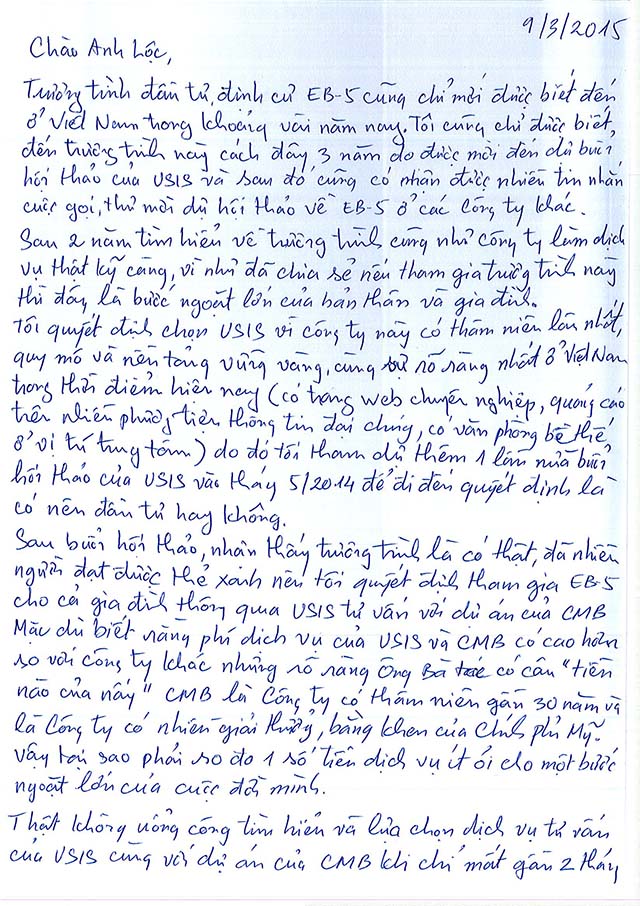 9/3/2015
Chào Anh Lộc,
Trương tình đầu tư, định cư EB-5 cũng chỉ mới được biết đến
ở Việt Nam trong khoảng vài năm nay. Tôi cũng chỉ được biết,
đến trương trình này cách đây 3 năm do được mời đến dự buổi
hội thảo của USIS và sau đó cũng có nhận được nhiều tin nhắn
cuộc gọi, thư mời dự hội thảo về EB-5 ở các Công ty khác.
Sau 2 năm tìm hiểu về trương trình cũng như Công ty làm dịch
vụ thật kỹ càng, vì như đã chia sẻ nếu tham gia trương trình này
thì đây là bước ngoặt lớn của bản thân và gia đình.
Tôi quyết định chọn USIS vì công ty này có thâm niên lâu nhất,
quy mô và nền tảng vững vàng, cùng sự rõ ràng nhất ở Việt Nam
trong thời điểm hiện nay (có trang web chuyên nghiệp, quảng cáo
trên nhiều phương tiện thông tin đại chúng, có văn phòng bề thế
ở vị trí trung tâm) do đó tôi tham dự thêm 1 lần nữa buổi
hội thảo của USIS vào tháng 5/2014 để đi đến quyết định là
có nên đầu tư hay không.
Sau buổi hội thảo, nhận thấy trương trình là có thật, đã nhiều
người đạt được thẻ xanh nên tôi quyết định tham gia EB-5
cho cả gia đình thông qua USIS tư vấn với dự án của CMB
Mặc dù biết rằng phí dịch vụ của USIS và CMB có cao hơn
so với công ty khác nhưng rõ ràng Ông Bà có câu "tiền
nào của nấy" CMB là Công ty có thâm niên gần 30 năm và
là Công ty có nhiều giải thưởng, bằng khen của Chính phủ Mỹ.
vậy tại sao phải so đo 1 số tiền dịch vụ ít ỏi cho một bước
ngoặt lớn của cuộc đời mình.
Thật không uổng công tìm hiểu và lựa chọn dịch vụ tư vấn
của USIS cùng với dự án của CMB khi chỉ mất gần 2 tháng